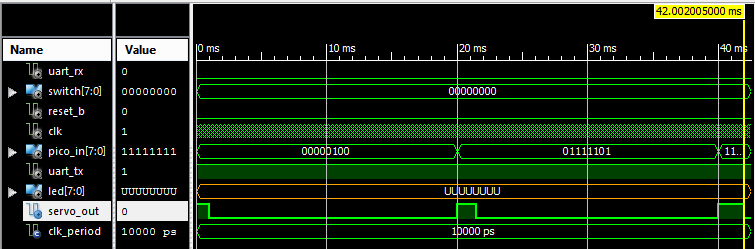 42.002005000 ms
Name Value
0 ms 10 ms 20 ms 30 ms 40 ms
uart_rx 0
switch[7:0] 00000000 00000000
reset_b 0
clk 1
pico_in[7:0] 11111111 00000100 01111101 11...
uart_tx 1
led[7:0] UUUUUUUU UUUUUUUU
servo_out 0
clk_period 10000 ps 10000 ps